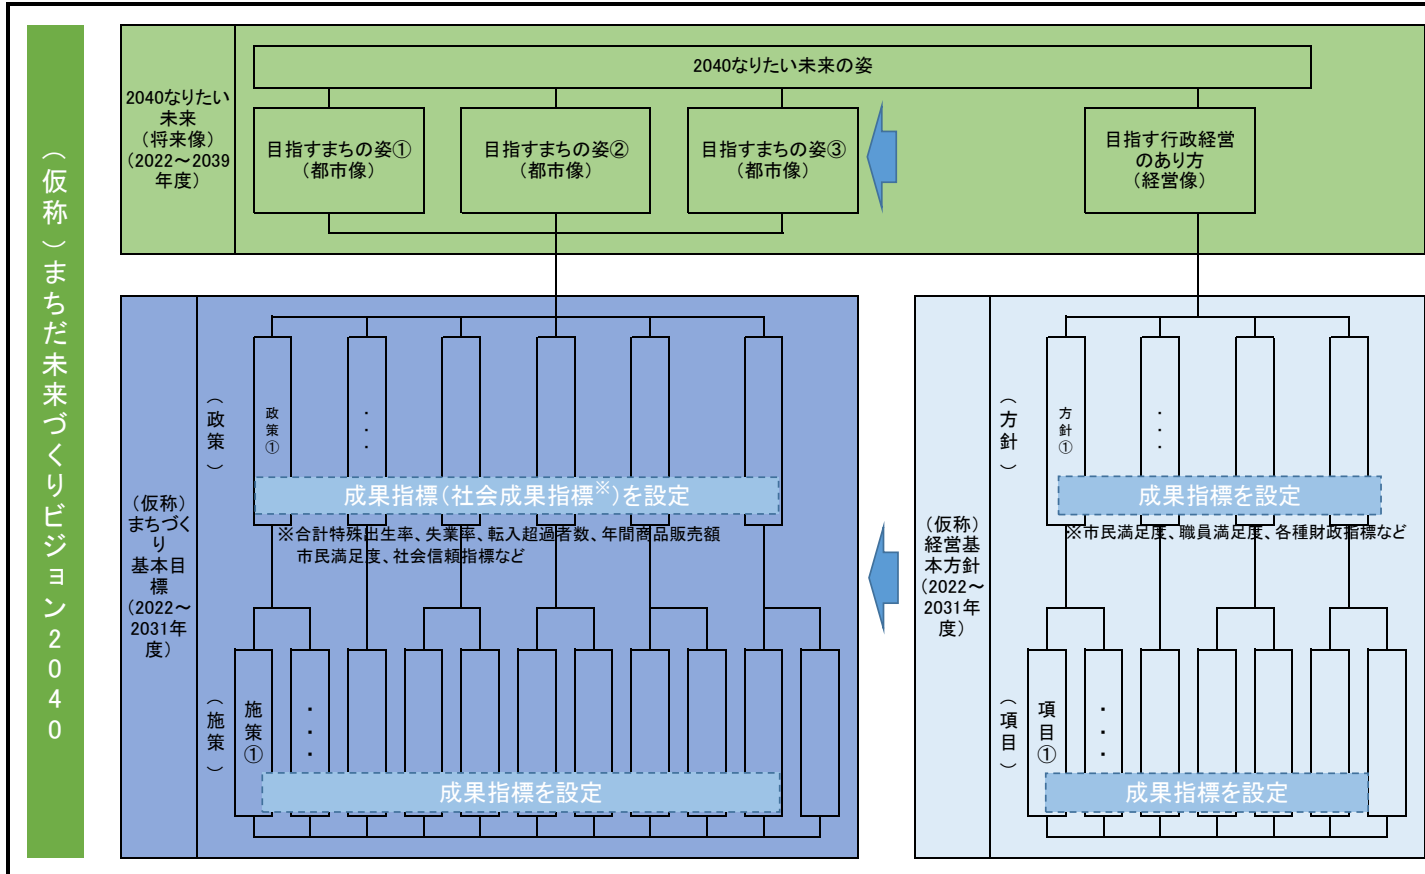 (仮称)まちだ未来づくりビジョン2040
2040なりたい
未来
(将来像)
(2022～2039
年度)
2040なりたい未来の姿
目指すまちの姿①
(都市像)
目指すまちの姿②
(都市像)
目指すまちの姿③
(都市像)
目指す行政経営
のあり方
(経営像)
(仮称)
まちづく
り
基本目
標
(2022～
2031年
度)
(政策)
政策①
・・・
成果指標(社会成果指標※)を設定
※合計特殊出生率、失業率、転入超過者数、年間商品販売額
市民満足度、社会信頼指標など
(施策)
施策①
・・・
成果指標を設定
(仮称)
経営基
本方針
(2022～
2031年
度)
(方針)
方針①
・・・
成果指標を設定
※市民満足度、職員満足度、各種財政指標など
(項目)
項目①
・・・
成果指標を設定